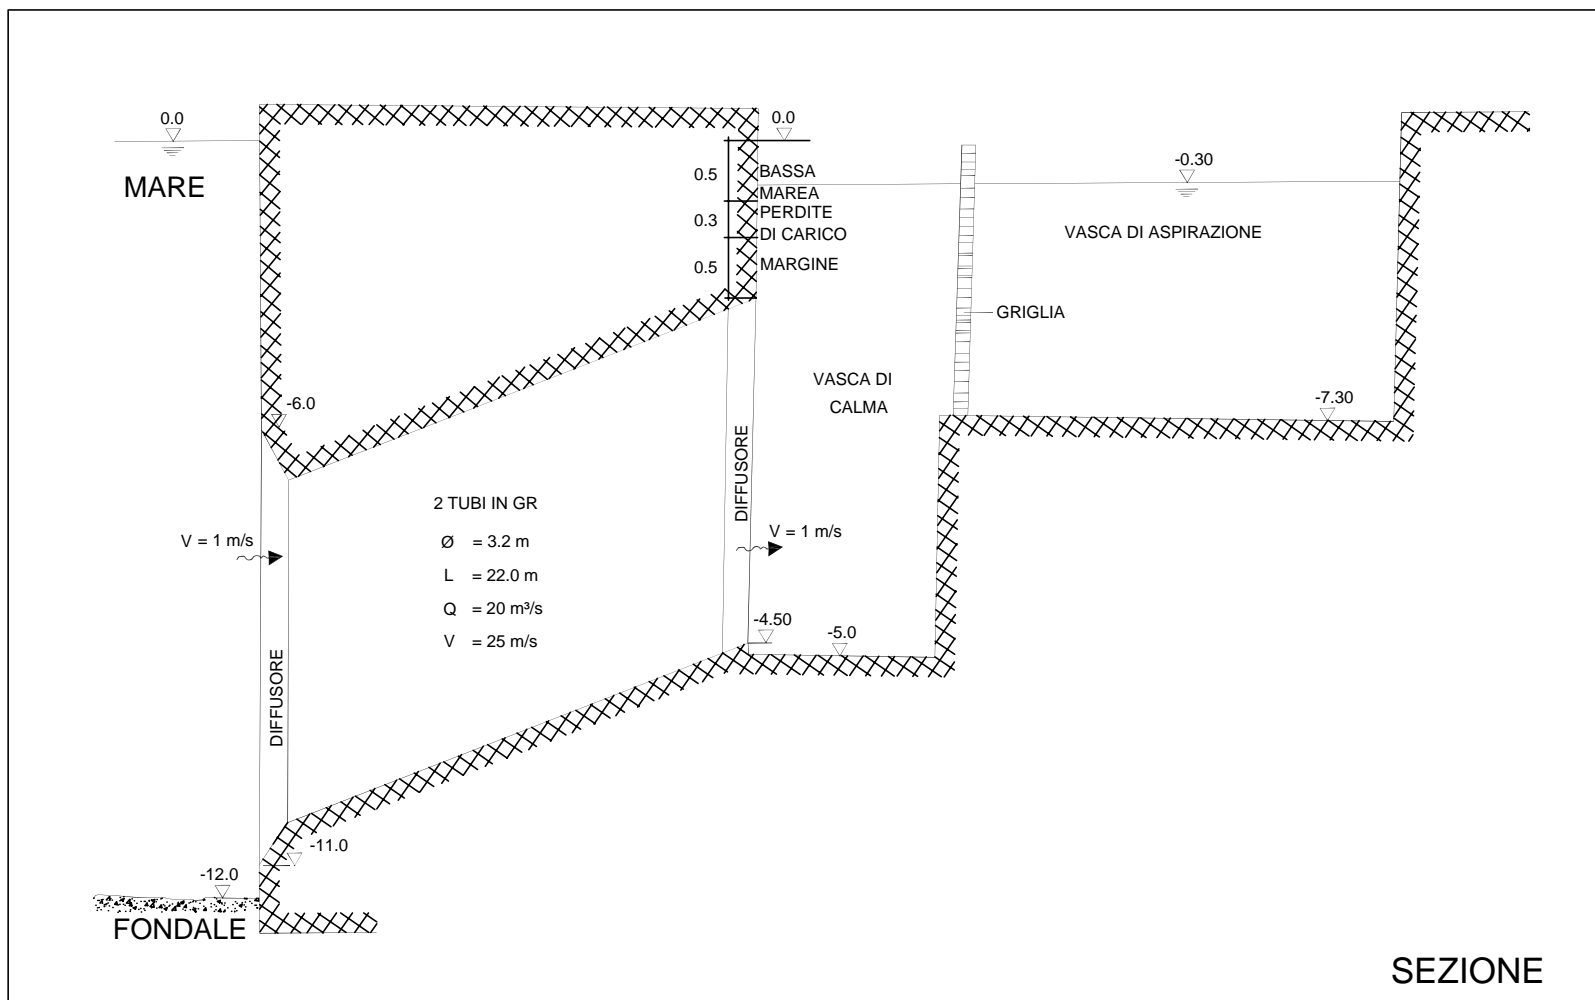 0.0
0.0
MARE
0.5
BASSA
MAREA
-0.30
0.3
PERDITE
DI CARICO
VASCA DI ASPIRAZIONE
0.5
MARGINE
GRIGLIA
VASCA DI
CALMA
-6.0
-7.30
DIFFUSORE
2 TUBI IN GR
Ø = 3.2 m
L = 22.0 m
Q = 20 m³/s
V = 25 m/s
V = 1 m/s
V = 1 m/s
-4.50
-5.0
DIFFUSORE
-11.0
-12.0
FONDALE
SEZIONE